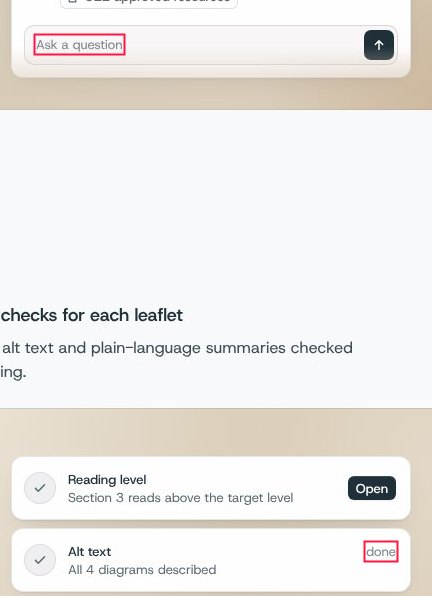 Ask a question
checks for each leaflet
alt text and plain-language summaries checked
ing.
Reading level
Section 3 reads above the target level
Open
Alt text
All 4 diagrams described
done